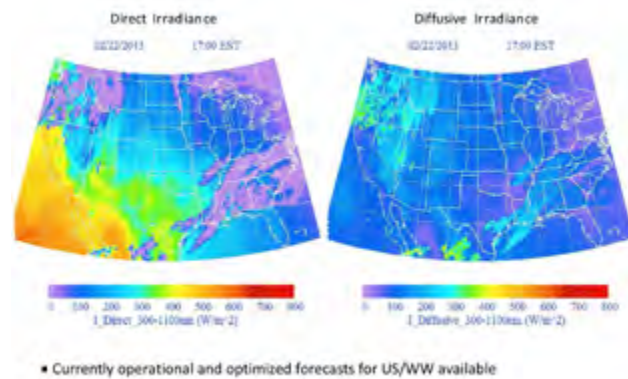 Direct Irradiance
Diffusive Irradiance
02/22/2013 17:00 EST
02/22/2013 17:00 EST
0 100 200 300 400 500 600 700 800
I_Direct_300-1100nm (W/m^2)
0 100 200 300 400 500 600 700 800
I_Diffusive_300-1100nm (W/m^2)
• Currently operational and optimized forecasts for US/WW available